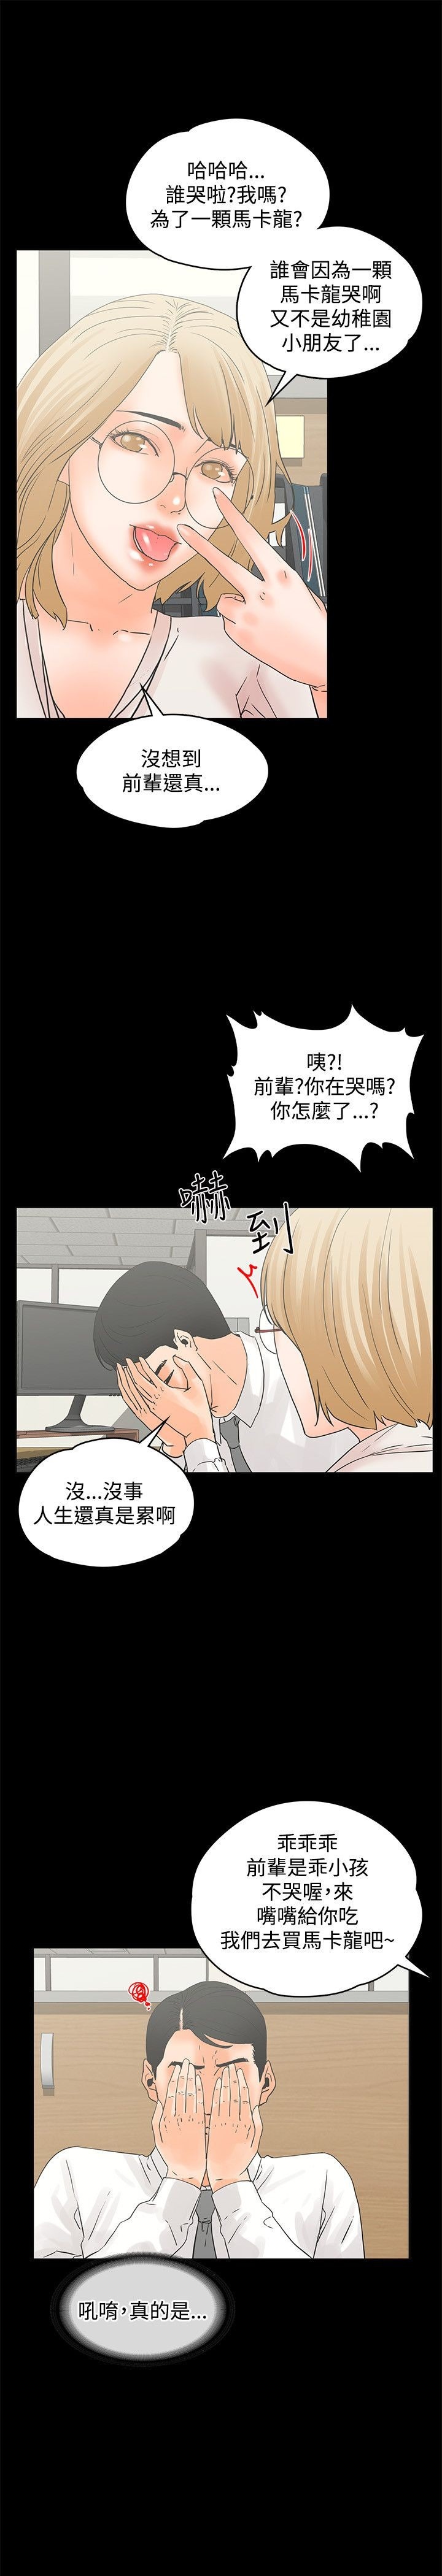 哈哈哈...
誰哭啦?我嗎?
為了一顆馬卡龍?
誰會因為一顆
馬卡龍哭啊
又不是幼稚園
小朋友了...
沒想到
前輩還真...
咦?!
前輩?你在哭嗎?
你怎麼了...?
嚇到
沒...沒事
人生還真是累啊
乖乖乖
前輩是乖小孩
不哭喔,來
嘴嘴給你吃
我們去買馬卡龍吧~
吼唷,真的是...